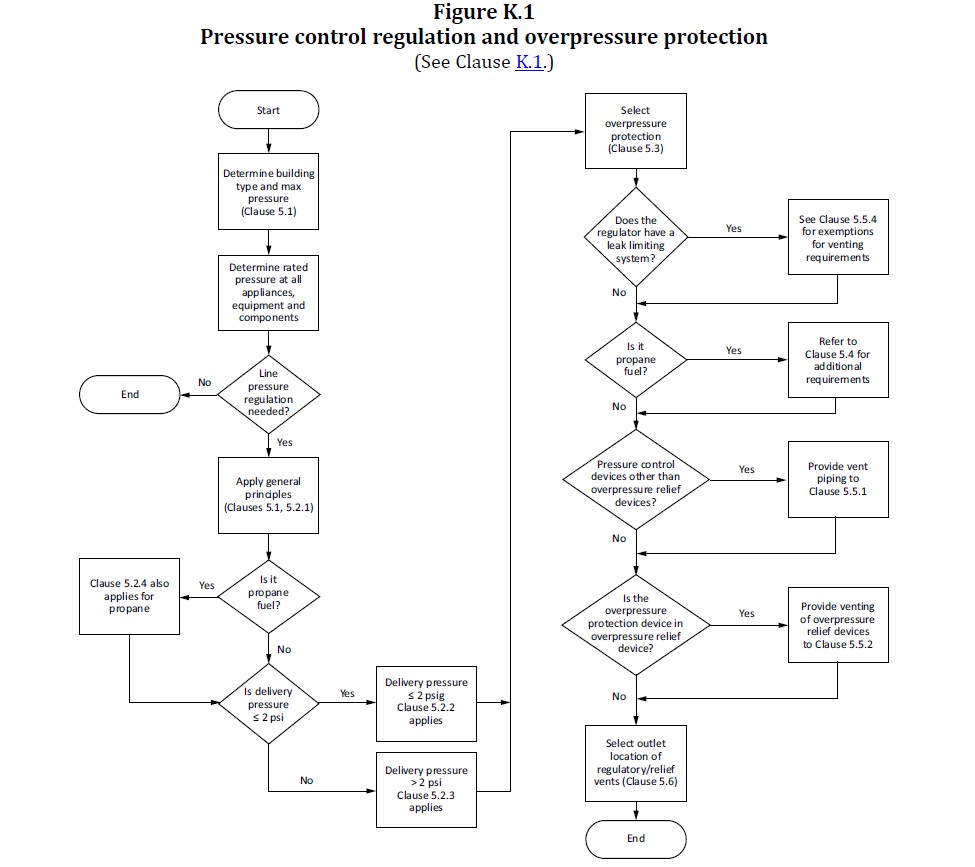 Figure K.1
Pressure control regulation and overpressure protection
(See Clause K.1.)
Start
Determine building
type and max
pressure
(Clause 5.1)
Determine rated
pressure at all
appliances,
equipment and
components
Line
pressure
regulation
needed?
No
End
Yes
Apply general
principles
(Clauses 5.1, 5.2.1)
Is it
propane
fuel?
Yes
Clause 5.2.4 also
applies for
propane
No
Is delivery
pressure
≤ 2 psi
Yes
Delivery pressure
≤ 2 psig
Clause 5.2.2
applies
No
Delivery pressure
> 2 psi
Clause 5.2.3
applies
Select
overpressure
protection
(Clause 5.3)
Does the
regulator have a
leak limiting
system?
Yes
See Clause 5.5.4
for exemptions
for venting
requirements
No
Is it
propane
fuel?
Yes
Refer to
Clause 5.4 for
additional
requirements
No
Pressure control
devices other than
overpressure relief
devices?
Yes
Provide vent
piping to
Clause 5.5.1
No
Is the
overpressure
protection device in
overpressure relief
device?
Yes
Provide venting
of overpressure
relief devices
to Clause 5.5.2
No
Select outlet
location of
regulatory/relief
vents (Clause 5.6)
End